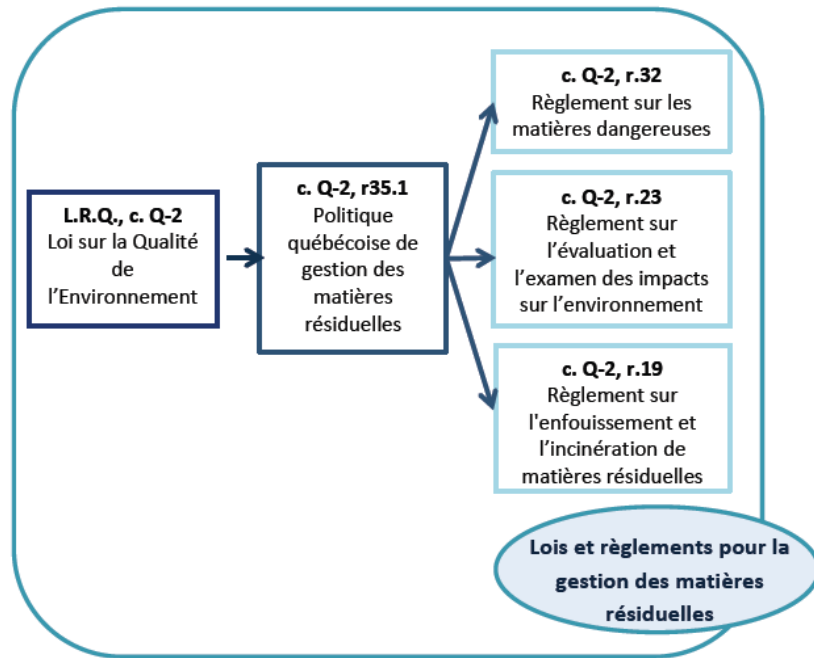 L.R.Q., c. Q-2
Loi sur la Qualité
de
l’Environnement
c. Q-2, r35.1
Politique
québécoise de
gestion des
matières
résiduelles
c. Q-2, r.32
Règlement sur les
matières dangereuses
c. Q-2, r.23
Règlement sur
l’évaluation et
l’examen des impacts
sur l’environnement
c. Q-2, r.19
Règlement sur
l'enfouissement et
l’incinération de
matières résiduelles
Lois et règlements pour la
gestion des matières
résiduelles